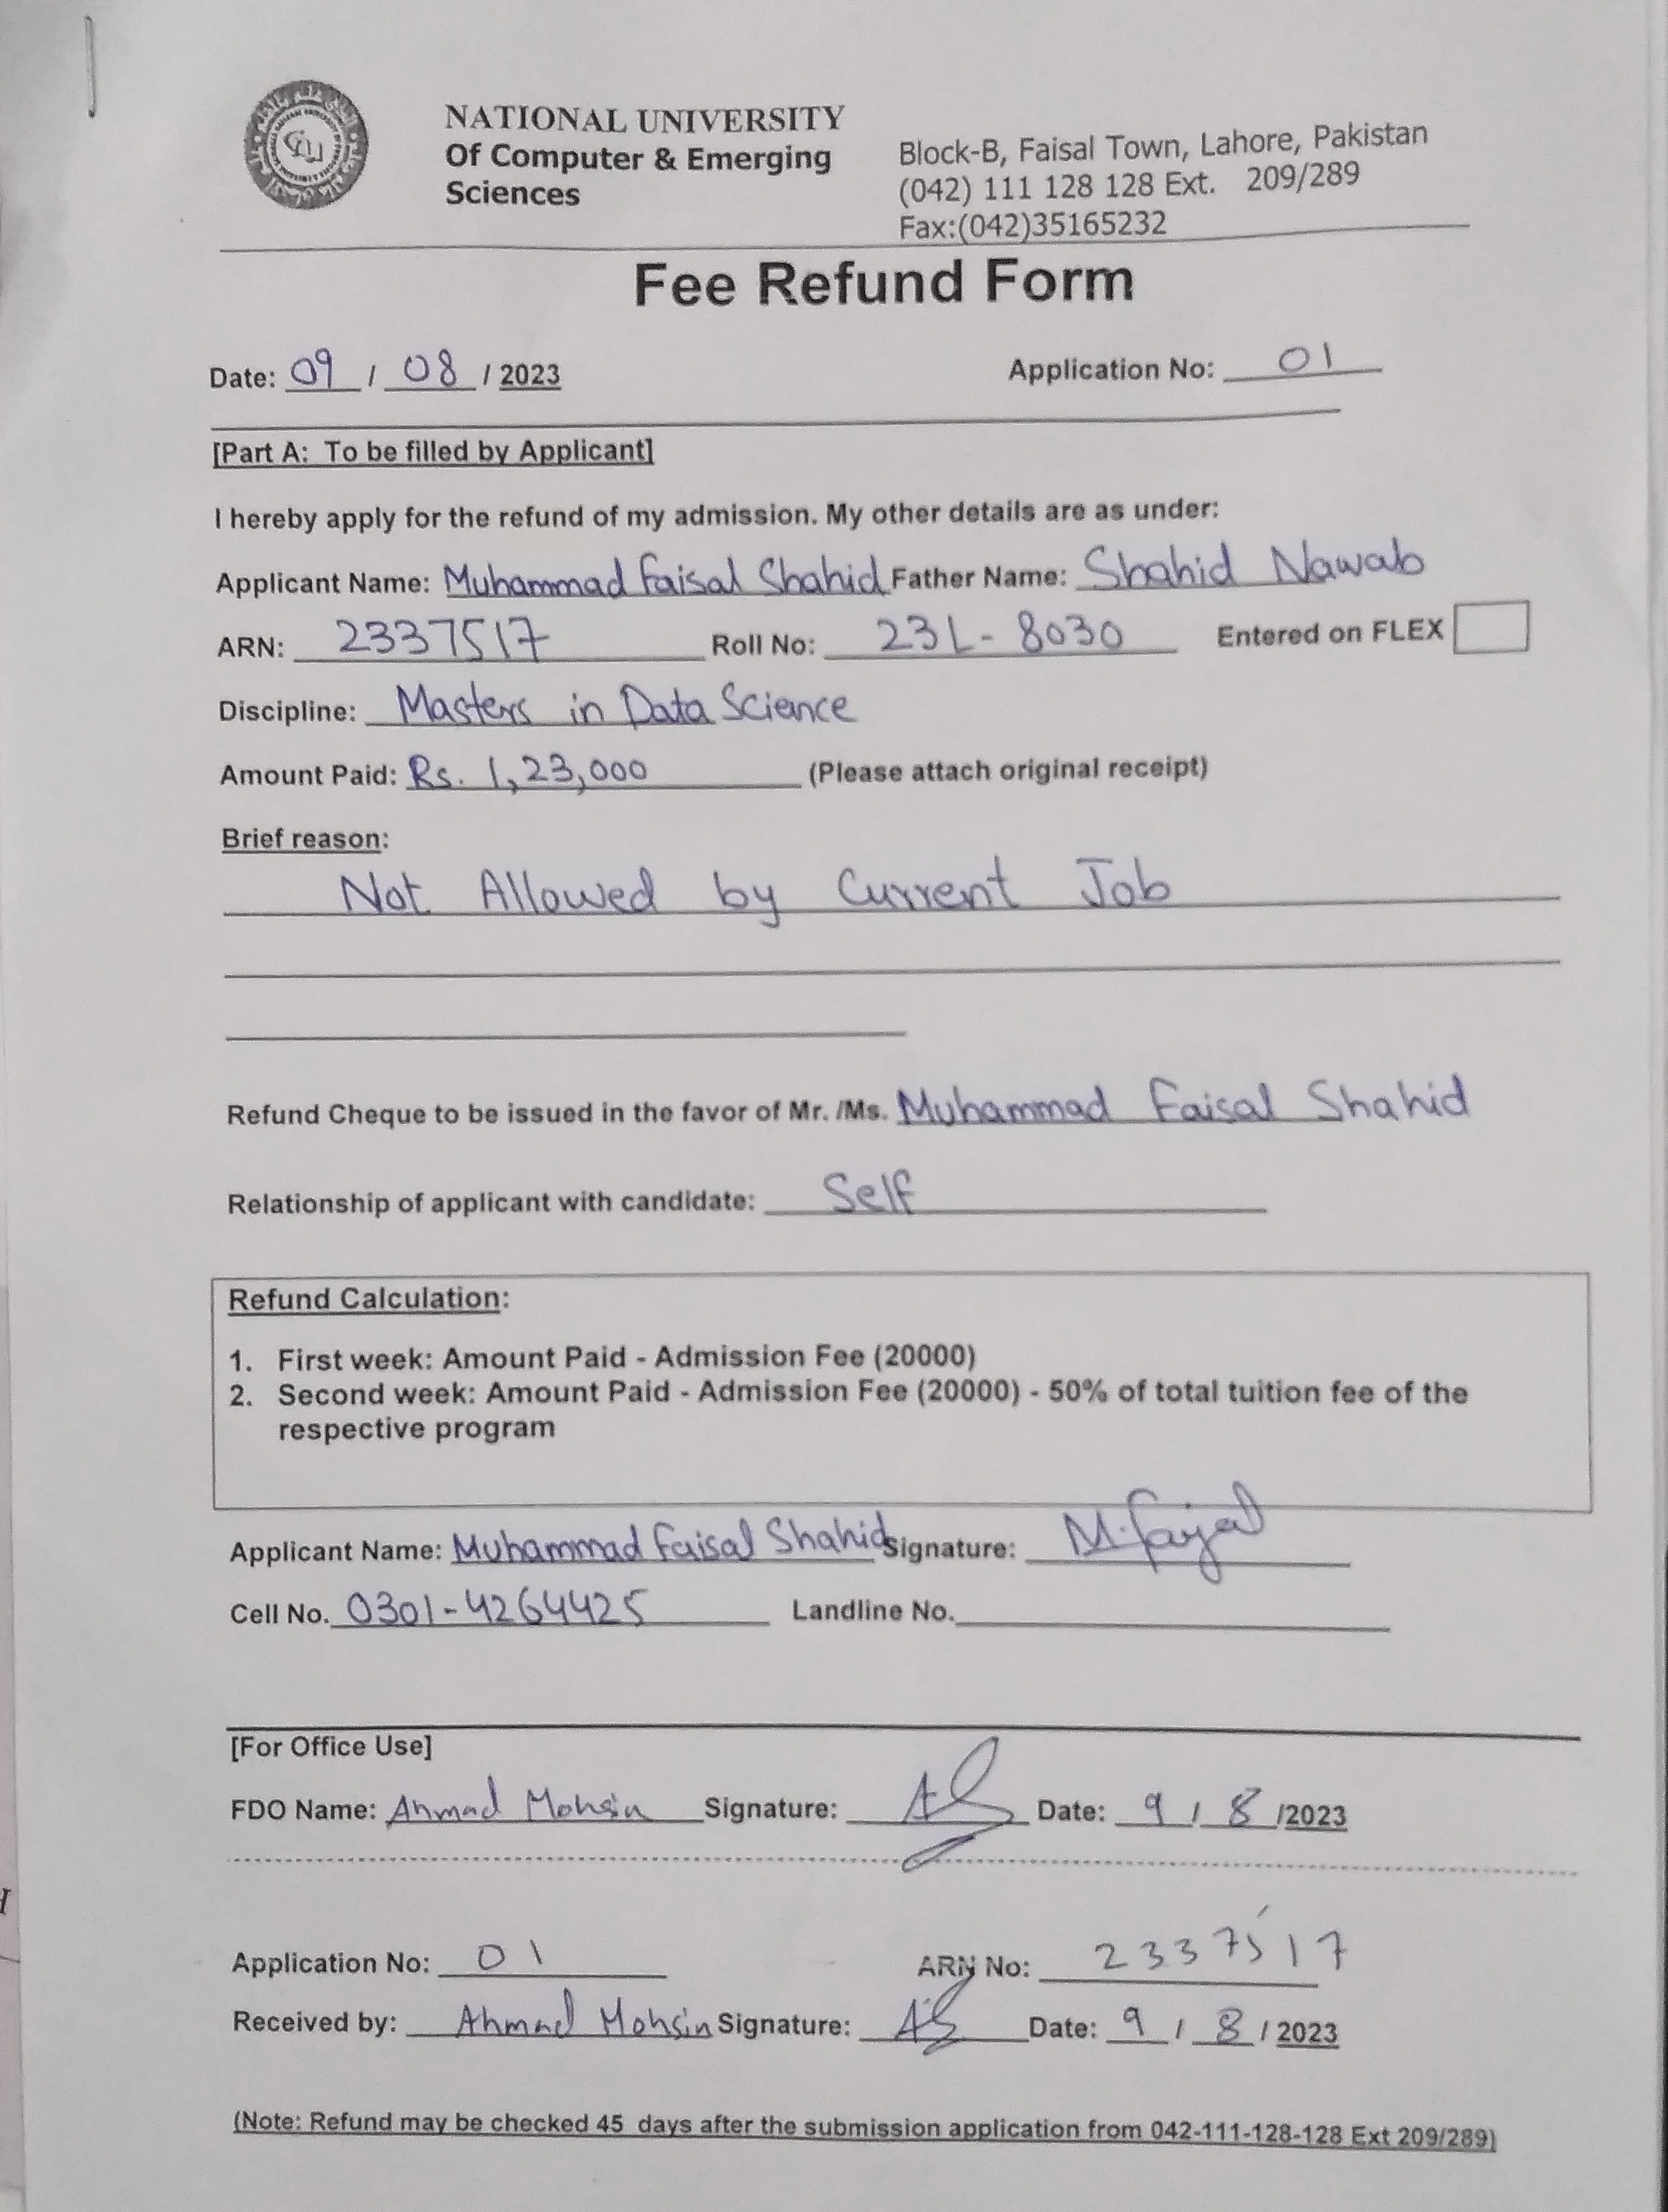 NATIONAL UNIVERSITY
Of Computer & Emerging
Sciences
Block-B, Faisal Town, Lahore, Pakistan
(042) 111 128 128 Ext. 209/289
Fax:(042)35165232
Fee Refund Form
Date: 09 / 08 / 2023 Application No: 01
[Part A: To be filled by Applicant]
I hereby apply for the refund of my admission. My other details are as under:
Applicant Name: Muhammad Faisal Shahid Father Name: Shahid Nawab
ARN: 2337517 Roll No: 23L-8030 Entered on FLEX
Discipline: Masters in Data Science
Amount Paid: Rs. 1,23,000 (Please attach original receipt)
Brief reason:
Not Allowed by Current Job
Refund Cheque to be issued in the favor of Mr. /Ms. Muhammad Faisal Shahid
Relationship of applicant with candidate: Self
Refund Calculation:
1. First week: Amount Paid - Admission Fee (20000)
2. Second week: Amount Paid - Admission Fee (20000) - 50% of total tuition fee of the
respective program
Applicant Name: Muhammad Faisal Shahid Signature: M.faisal
Cell No. 0301-4264425 Landline No.
[For Office Use]
FDO Name: Ahmad Mohsin Signature: Date: 9 / 8 /2023
Application No: 01 ARN No: 2337517
Received by: Ahmad Mohsin Signature: Date: 9 / 8 / 2023
(Note: Refund may be checked 45 days after the submission application from 042-111-128-128 Ext 209/289)